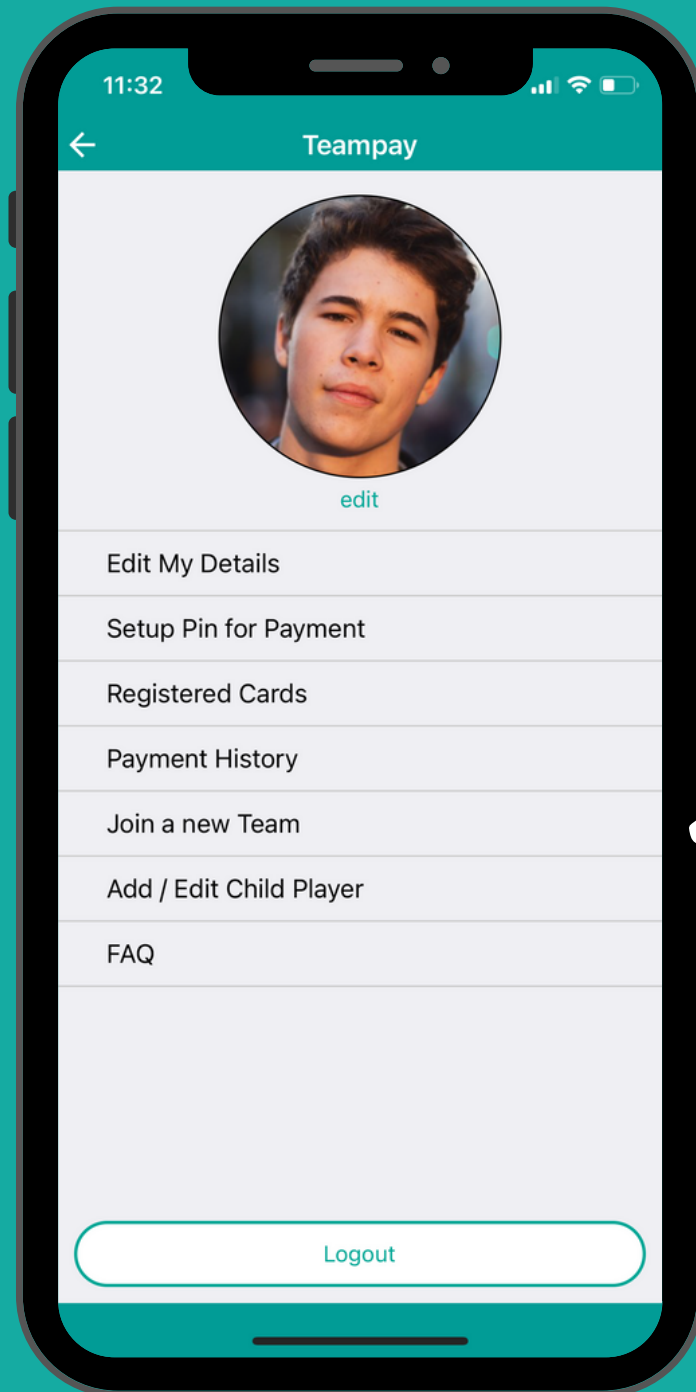 11:32
Teampay
edit
Edit My Details
Setup Pin for Payment
Registered Cards
Payment History
Join a new Team
Add / Edit Child Player
FAQ
Logout